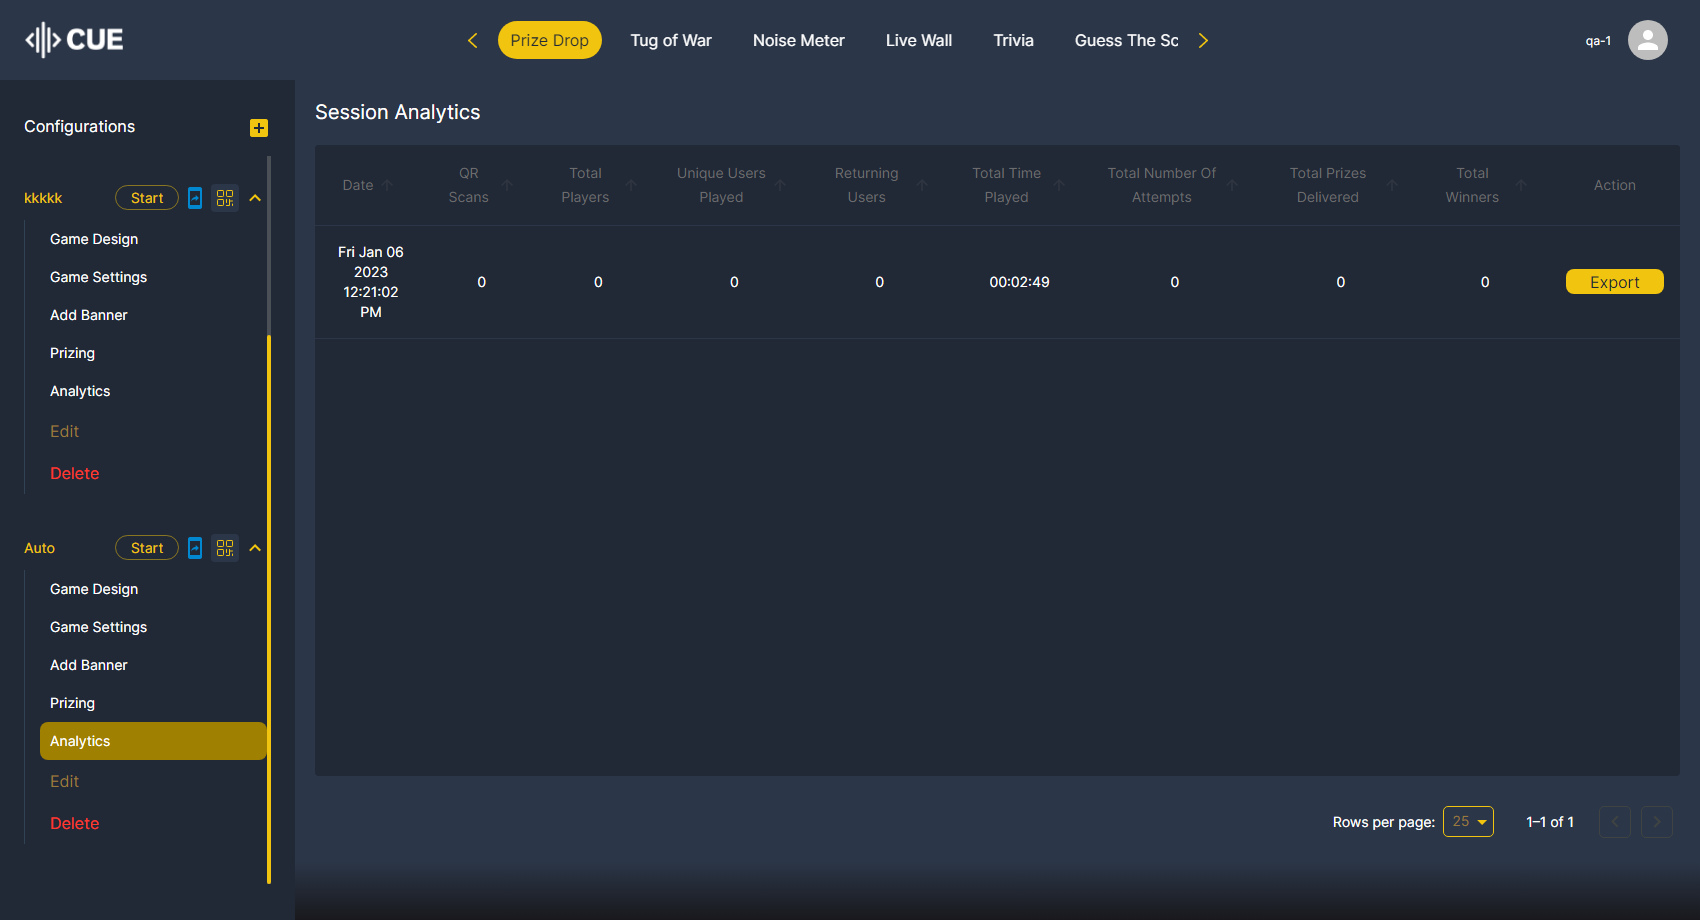 CUE
Prize Drop
Tug of War
Noise Meter
Live Wall
Trivia
Guess The Sc
qa-1
Configurations
kkkkk
Start
Game Design
Game Settings
Add Banner
Prizing
Analytics
Edit
Delete
Auto
Start
Game Design
Game Settings
Add Banner
Prizing
Analytics
Edit
Delete
Session Analytics
Date
QR
Scans
Total
Players
Unique Users
Played
Returning
Users
Total Time
Played
Total Number Of
Attempts
Total Prizes
Delivered
Total
Winners
Action
Fri Jan 06
2023
12:21:02
PM
0
0
0
0
00:02:49
0
0
0
Export
Rows per page:
25
1–1 of 1